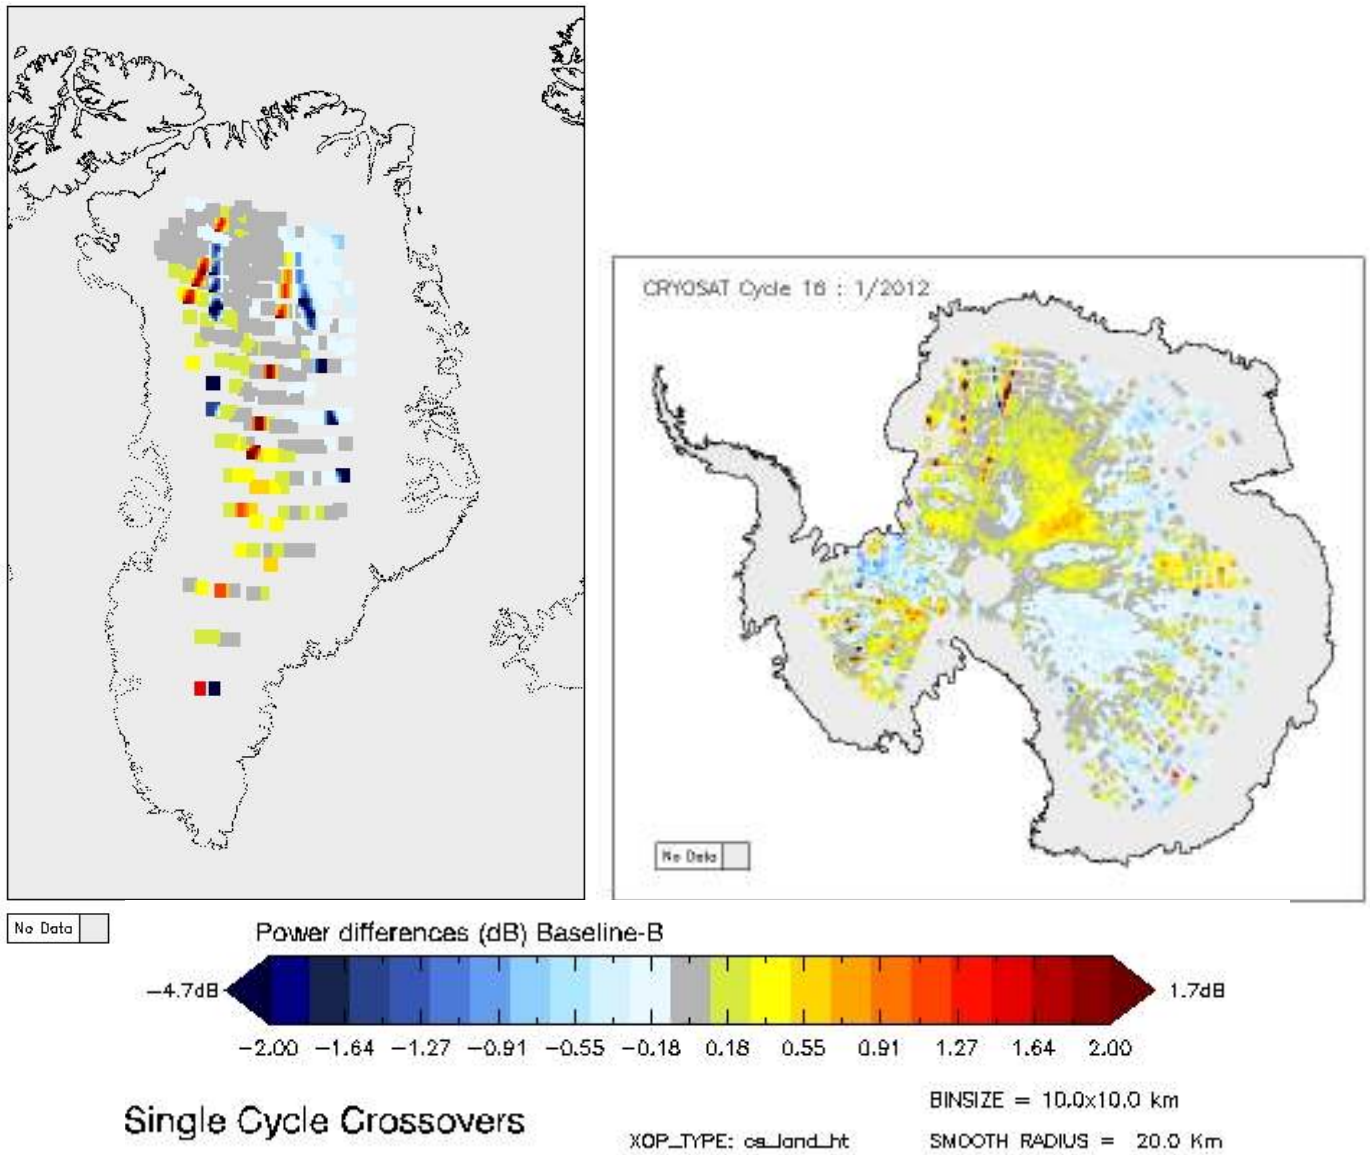 CRYOSAT Cycle 16 : 1/2012
No Data
No Data
Power differences (dB) Baseline-B
-4.7dB
1.7dB
-2.00 -1.64 -1.27 -0.91 -0.55 -0.18 0.18 0.55 0.91 1.27 1.64 2.00
BINSIZE = 10.0x10.0 km
Single Cycle Crossovers
XOP_TYPE: cs_land_ht
SMOOTH RADIUS = 20.0 Km